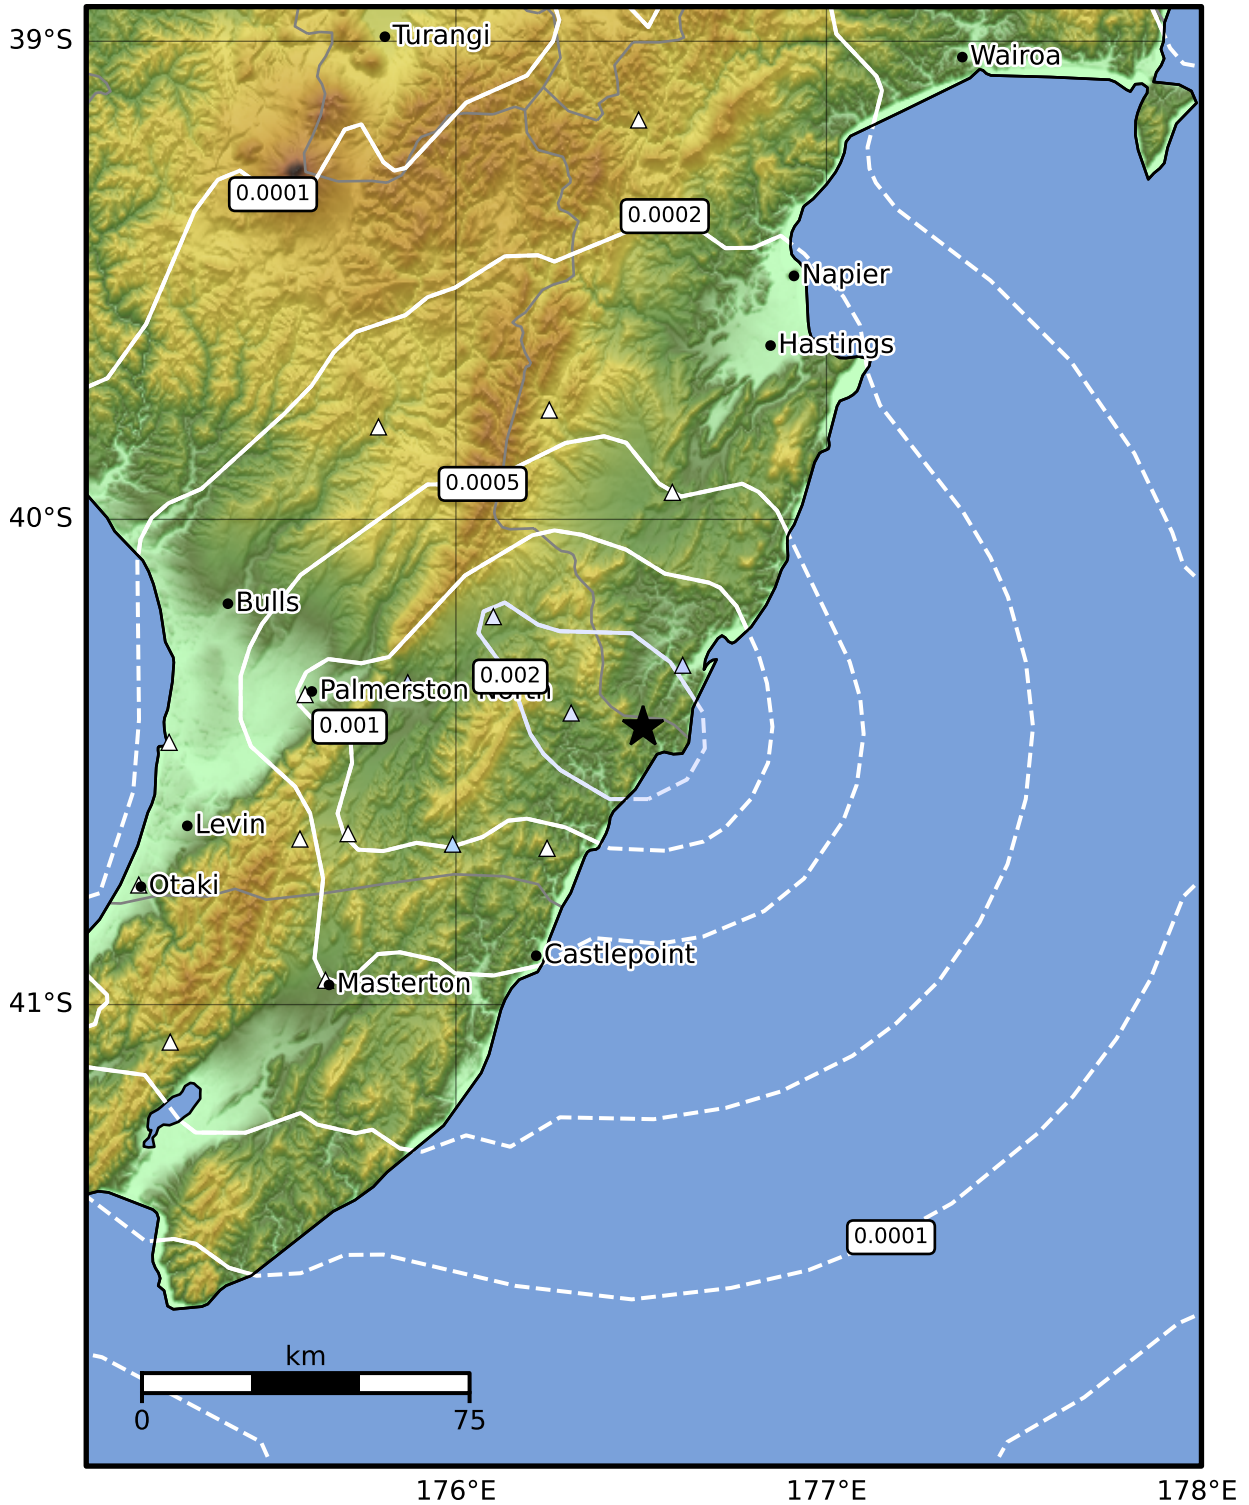 39°S
Turangi
Wairoa
0.0001
0.0002
Napier
Hastings
0.0005
40°S
Bulls
0.002
Palmerston North
0.001
Levin
Otaki
Castlepoint
Masterton
41°S
0.0001
km
0
75
176°E
177°E
178°E